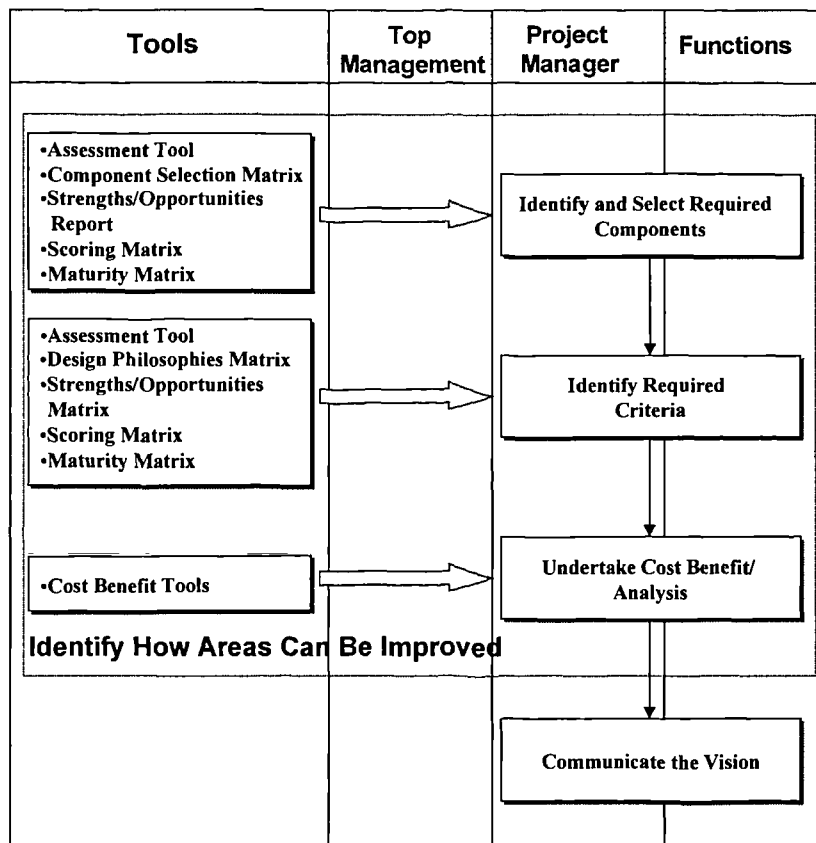 Tools
Top
Management
Project
Manager
Functions
•Assessment Tool
•Component Selection Matrix
•Strengths/Opportunities
Report
•Scoring Matrix
•Maturity Matrix
Identify and Select Required
Components
•Assessment Tool
•Design Philosophies Matrix
•Strengths/Opportunities
Matrix
•Scoring Matrix
•Maturity Matrix
Identify Required
Criteria
•Cost Benefit Tools
Undertake Cost Benefit/
Analysis
Identify How Areas Can Be Improved
Communicate the Vision